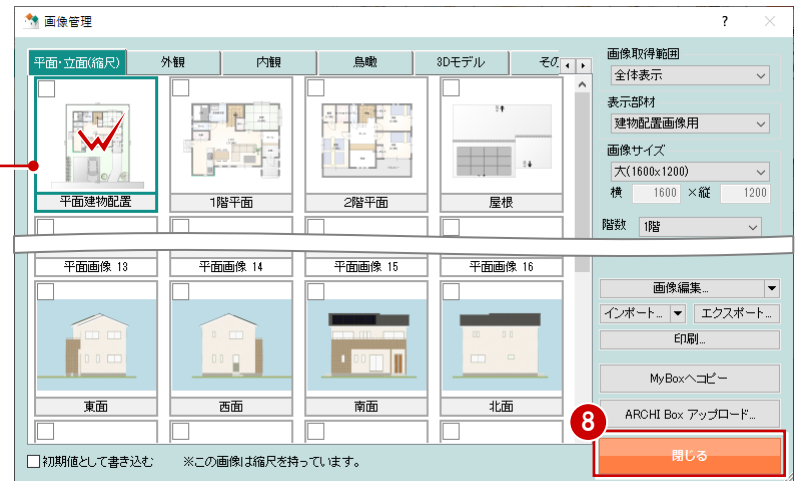 画像管理
?
平面・立面(縮尺)
外観
内観
鳥瞰
3Dモデル
その
平面建物配置
1階平面
2階平面
屋根
平面画像 13
平面画像 14
平面画像 15
平面画像 16
東面
西面
南面
北面
初期値として書き込む ※この画像は縮尺を持っています。
画像取得範囲
全体表示
表示部材
建物配置画像用
画像サイズ
大(1600x1200)
横 1600 ×縦 1200
階数 1階
画像編集...
インポート... エクスポート...
印刷...
MyBoxへコピー
ARCHI Box アップロード...
8
閉じる